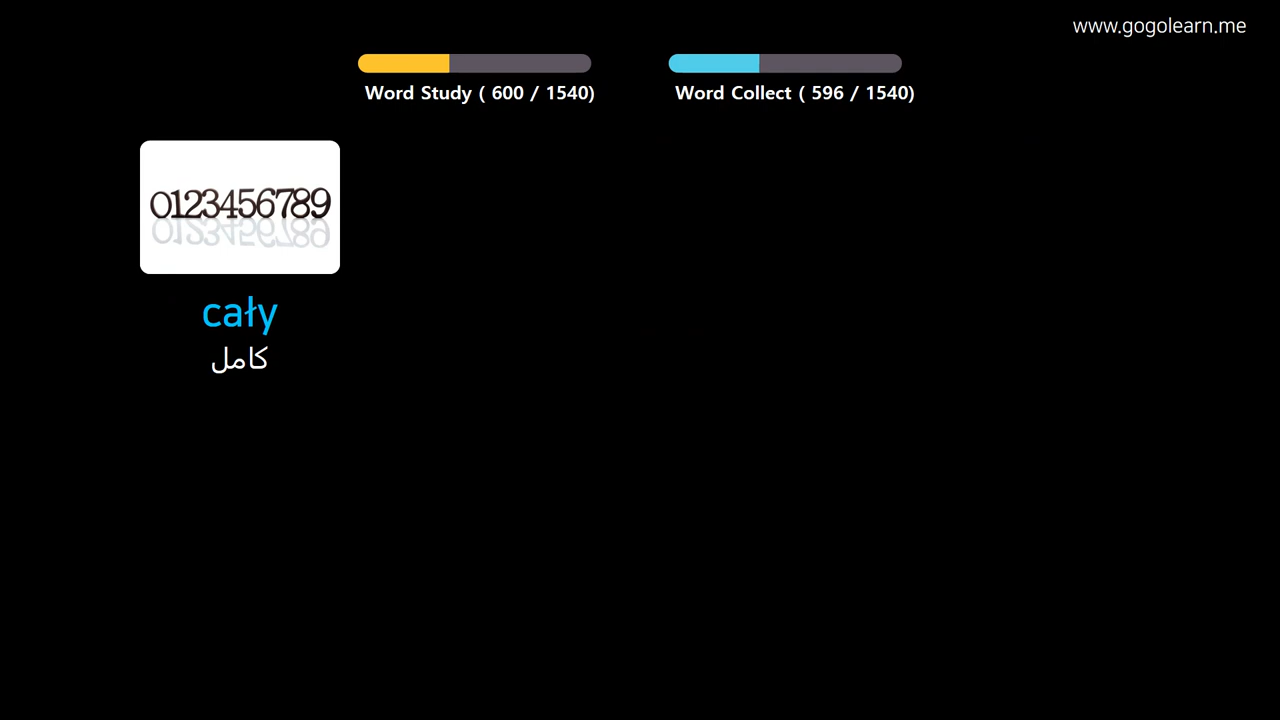 www.gogolearn.me
Word Study ( 600 / 1540)
Word Collect ( 596 / 1540)
0123456789
cały
كامل